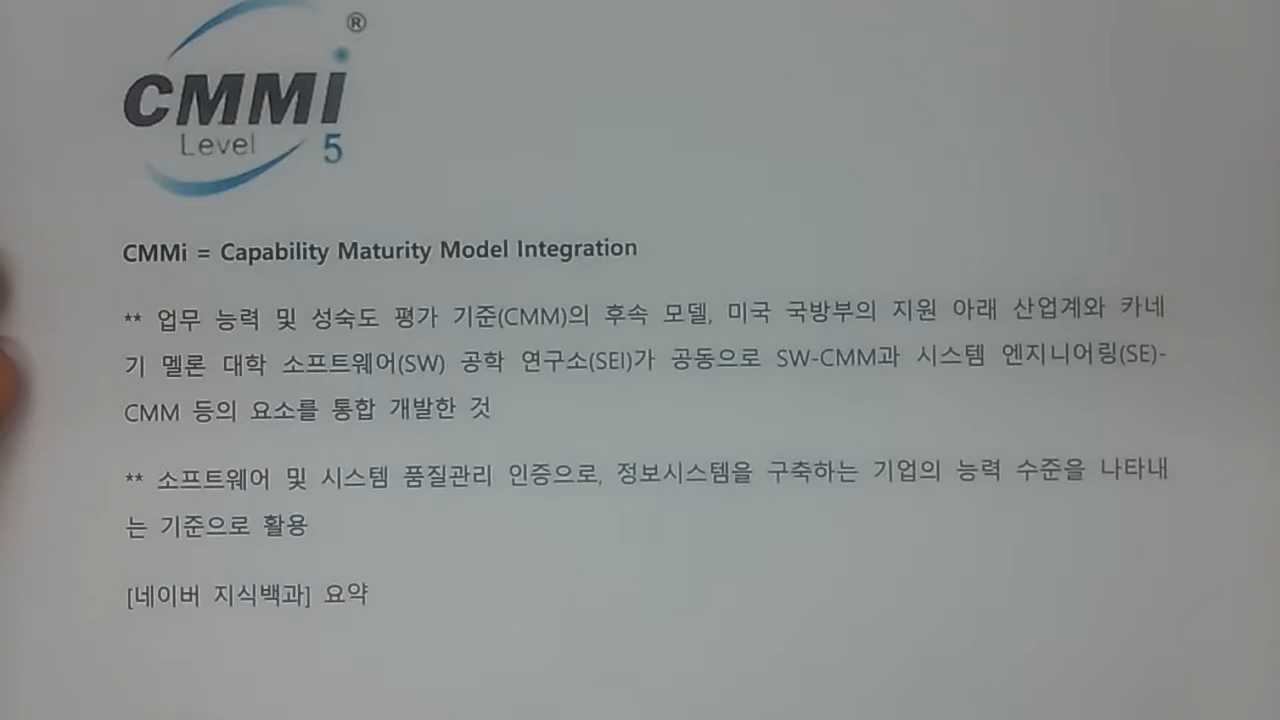 ®
CMMi
Level 5
CMMi = Capability Maturity Model Integration
** 업무 능력 및 성숙도 평가 기준(CMM)의 후속 모델, 미국 국방부의 지원 아래 산업계와 카네
기 멜론 대학 소프트웨어(SW) 공학 연구소(SEI)가 공동으로 SW-CMM과 시스템 엔지니어링(SE)-
CMM 등의 요소를 통합 개발한 것
** 소프트웨어 및 시스템 품질관리 인증으로, 정보시스템을 구축하는 기업의 능력 수준을 나타내
는 기준으로 활용
[네이버 지식백과] 요약